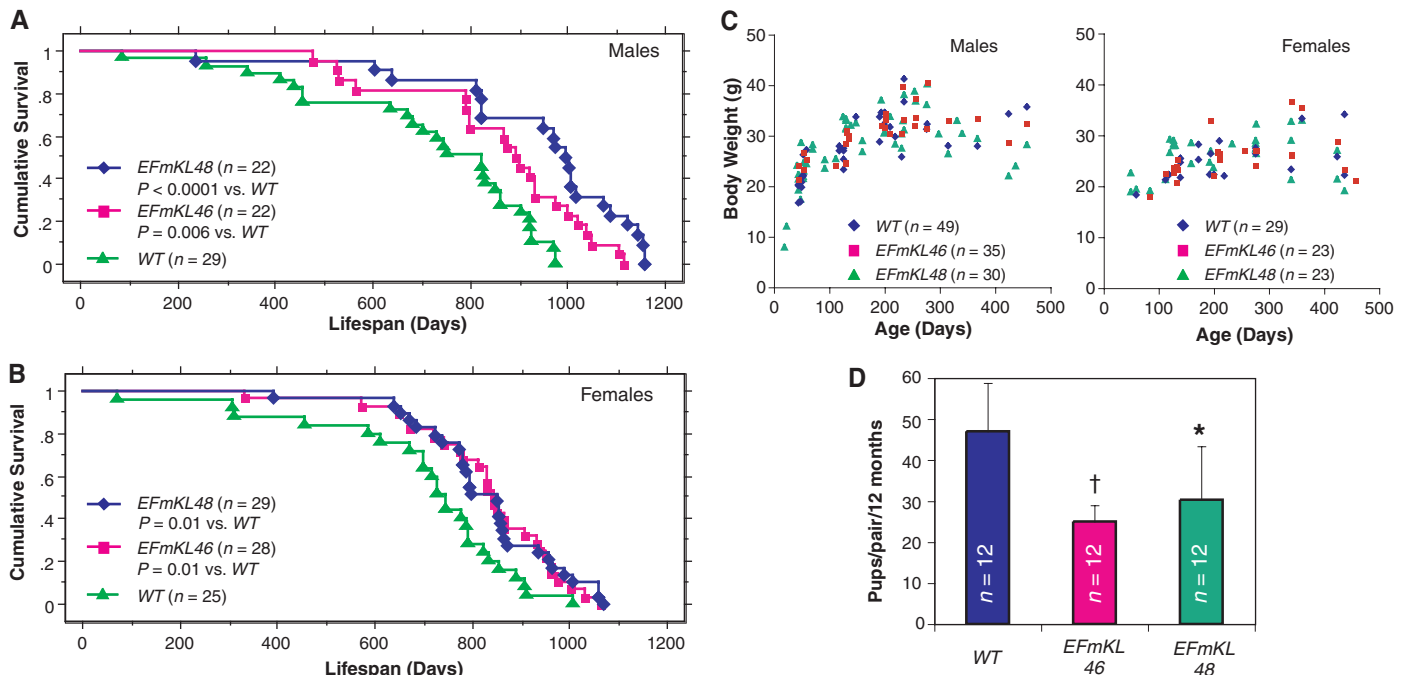 A
Males
Cumulative Survival
1
.8
.6
.4
.2
0
EFmKL48 (n = 22)
P < 0.0001 vs. WT
EFmKL46 (n = 22)
P = 0.006 vs. WT
WT (n = 29)
0 200 400 600 800 1000 1200
Lifespan (Days)
B
Females
Cumulative Survival
1
.8
.6
.4
.2
0
EFmKL48 (n = 29)
P = 0.01 vs. WT
EFmKL46 (n = 28)
P = 0.01 vs. WT
WT (n = 25)
0 200 400 600 800 1000 1200
Lifespan (Days)
C
Males
Body Weight (g)
50
40
30
20
10
0
WT (n = 49)
EFmKL46 (n = 35)
EFmKL48 (n = 30)
0 100 200 300 400 500
Age (Days)
Females
50
40
30
20
10
0
WT (n = 29)
EFmKL46 (n = 23)
EFmKL48 (n = 23)
0 100 200 300 400 500
Age (Days)
D
Pups/pair/12 months
60
50
40
30
20
10
0
†
*
n = 12
n = 12
n = 12
WT
EFmKL
46
EFmKL
48